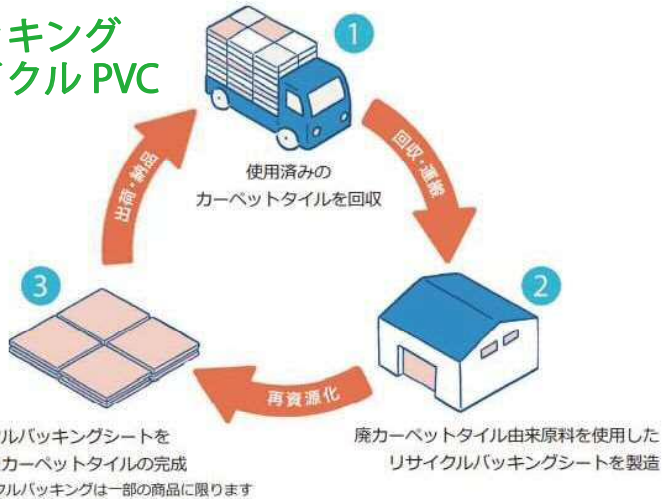 ッキング
イクル PVC
1
使用済みの
カーペットタイルを回収
回収・運搬
2
廃カーペットタイル由来原料を使用した
リサイクルバッキングシートを製造
再資源化
3
ルバッキングシートを
カーペットタイルの完成
クルバッキングは一部の商品に限ります
出荷・納品